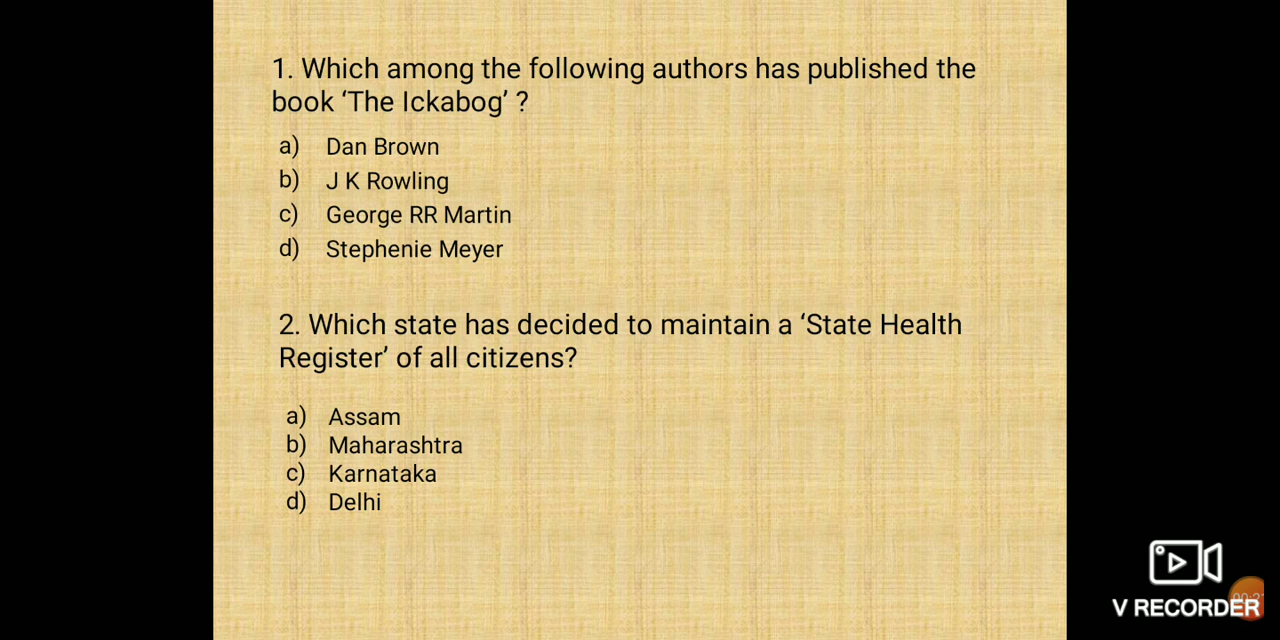 1. Which among the following authors has published the
book ‘The Ickabog’ ?
a) Dan Brown
b) J K Rowling
c) George RR Martin
d) Stephenie Meyer
2. Which state has decided to maintain a ‘State Health
Register’ of all citizens?
a) Assam
b) Maharashtra
c) Karnataka
d) Delhi
V RECORDER